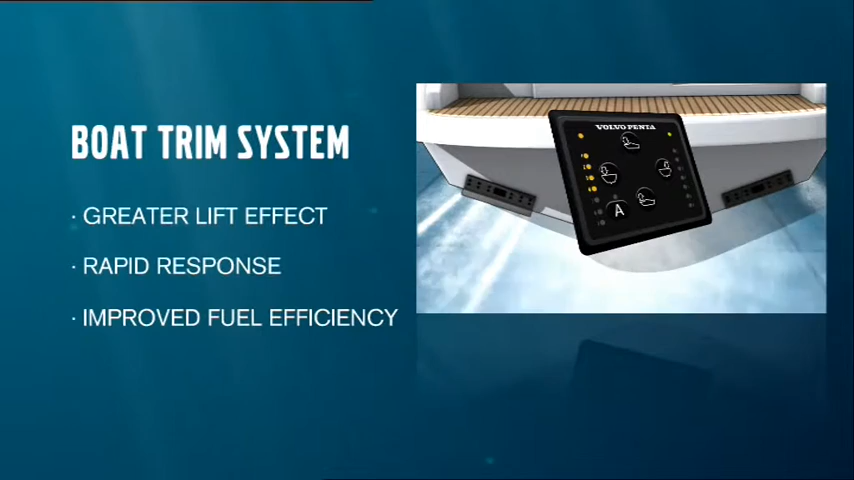 BOAT TRIM SYSTEM
· GREATER LIFT EFFECT
· RAPID RESPONSE
· IMPROVED FUEL EFFICIENCY
VOLVO PENTA
A